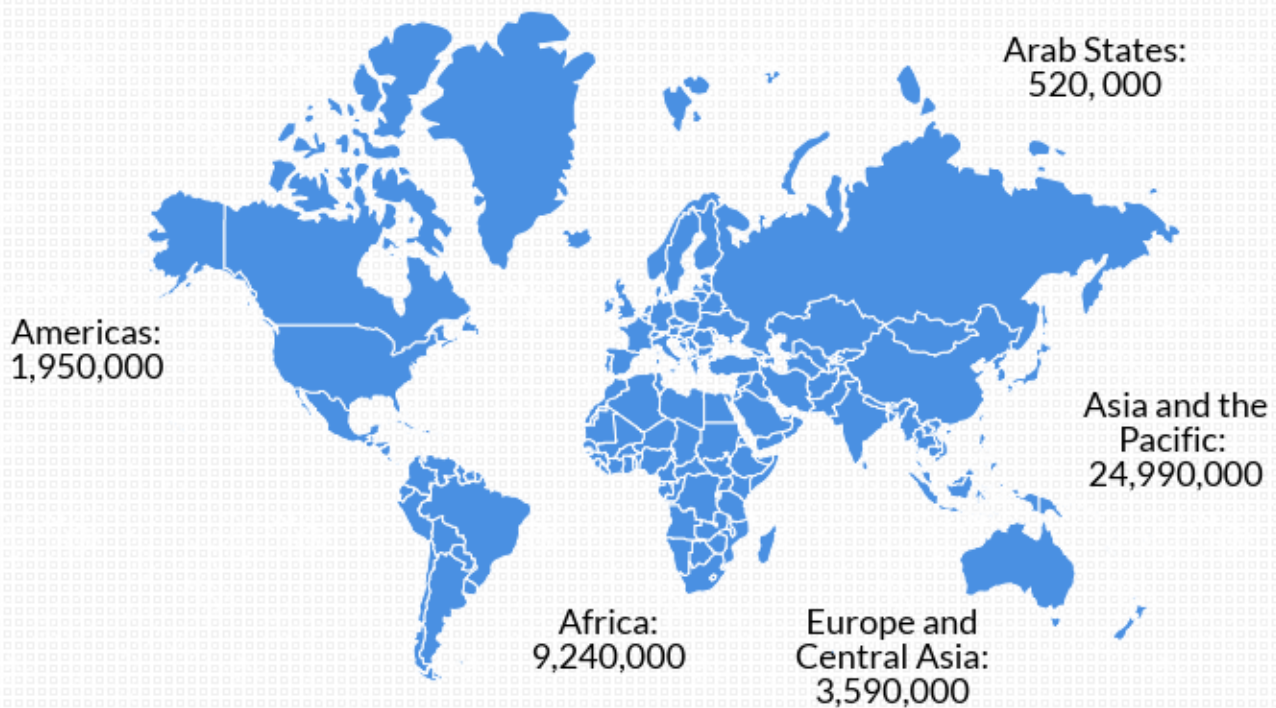 Arab States:
520, 000
Americas:
1,950,000
Asia and the
Pacific:
24,990,000
Africa:
9,240,000
Europe and
Central Asia:
3,590,000